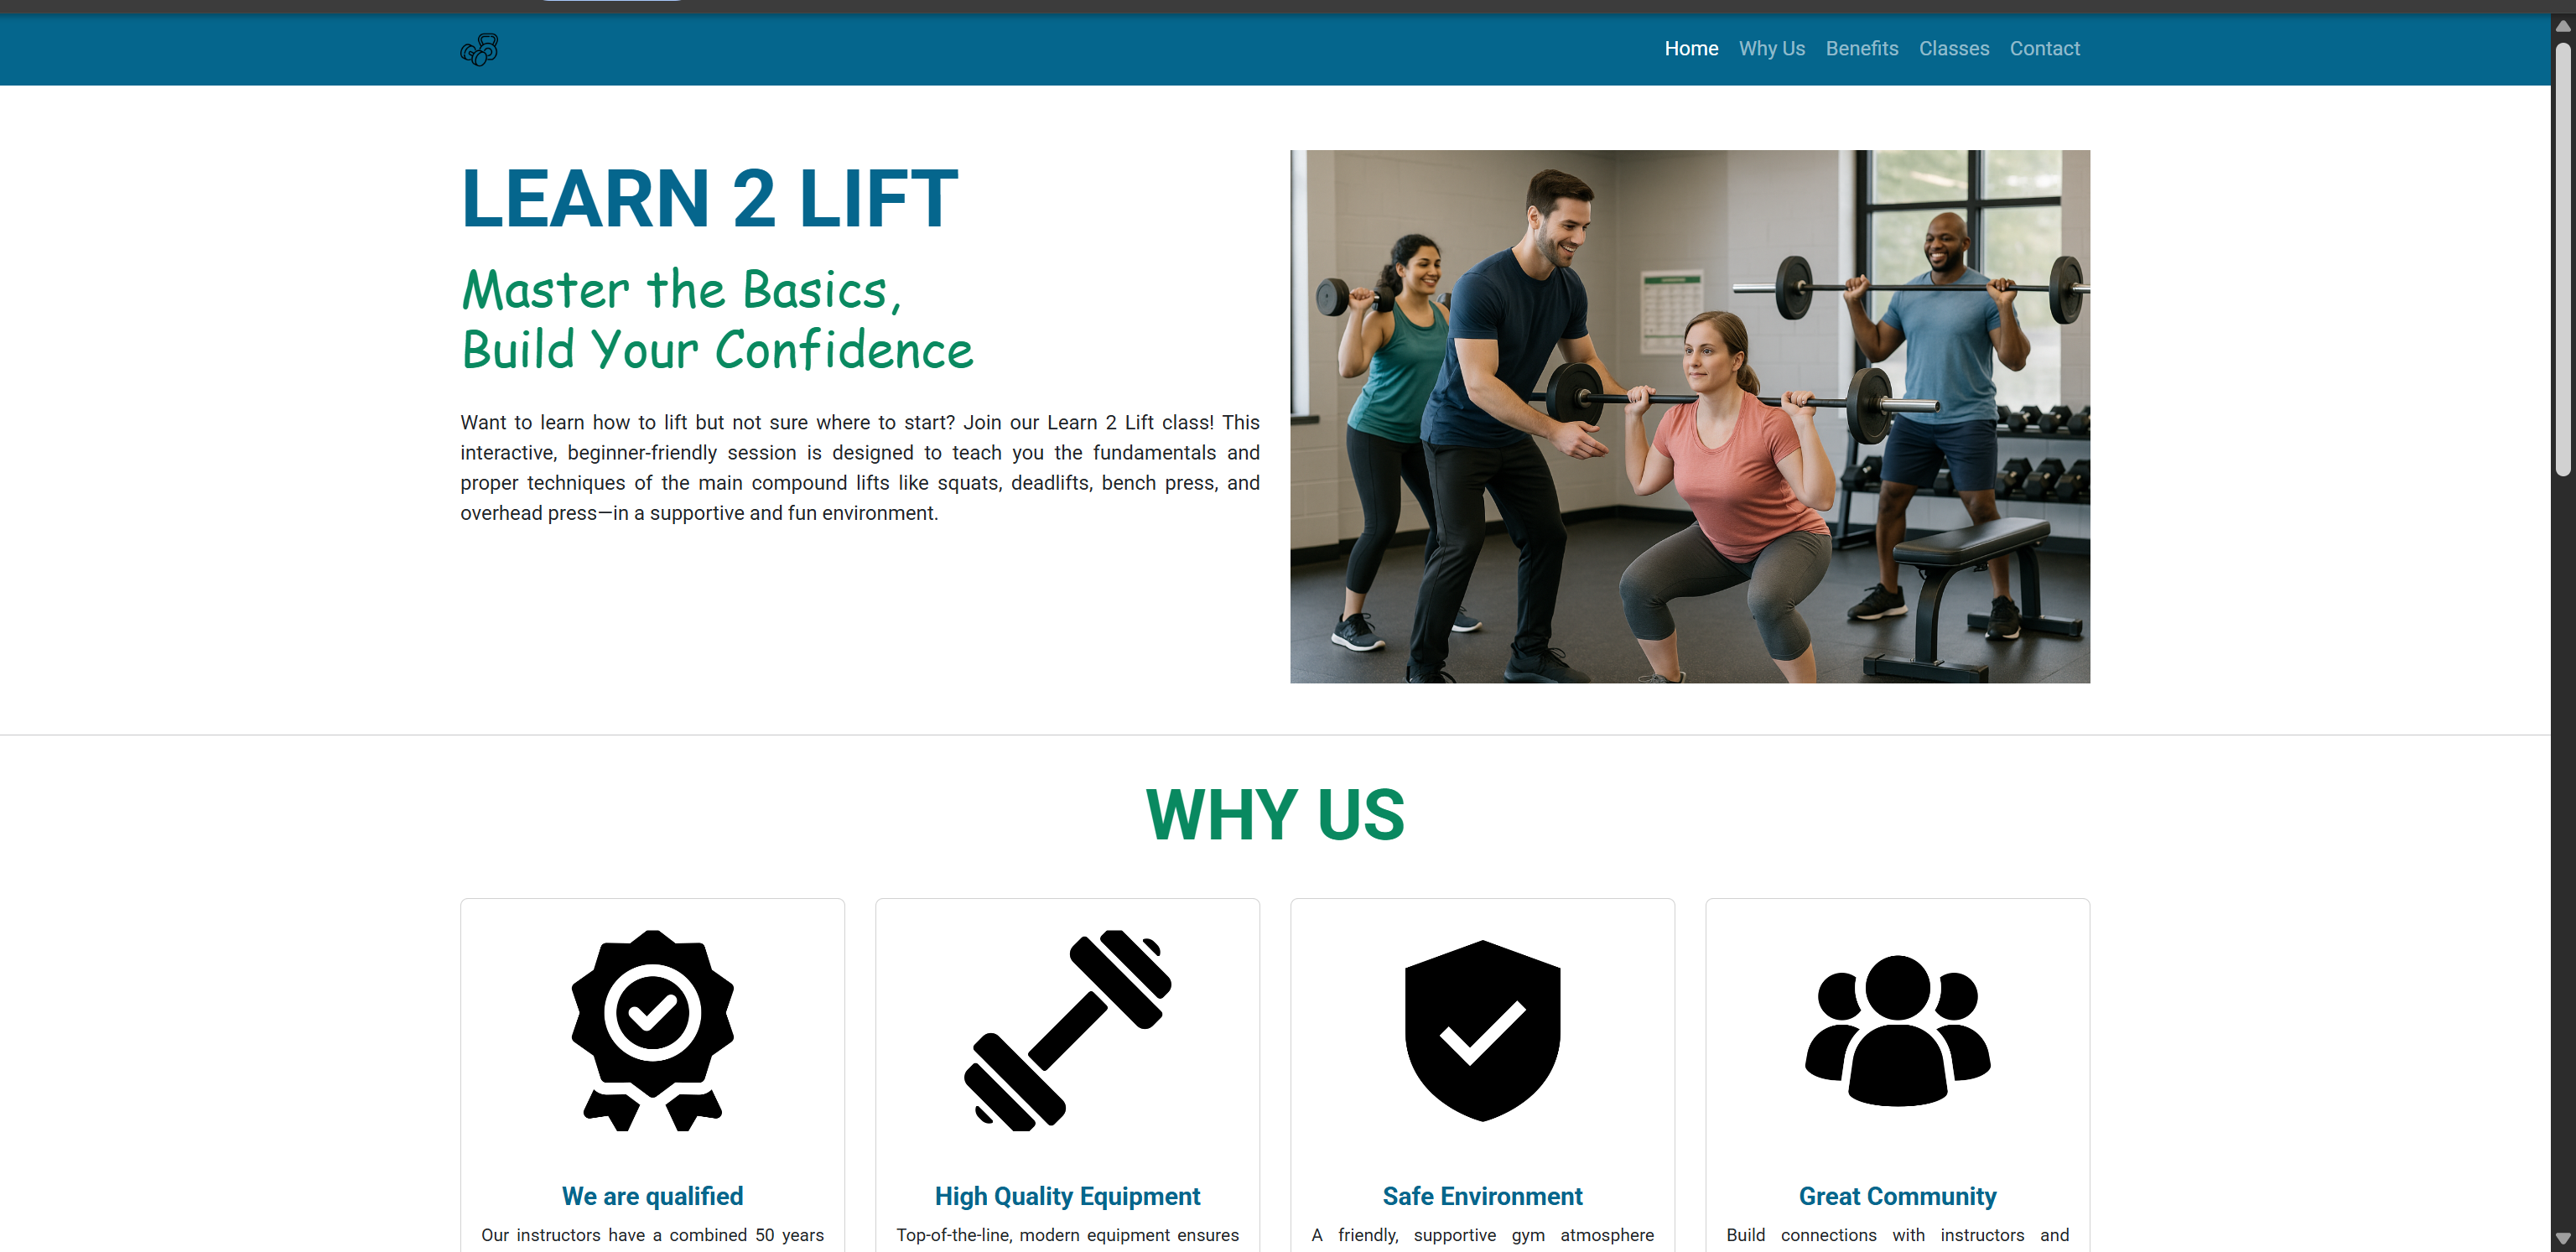 Home Why Us Benefits Classes Contact
LEARN 2 LIFT
Master the Basics,
Build Your Confidence
Want to learn how to lift but not sure where to start? Join our Learn 2 Lift class! This
interactive, beginner-friendly session is designed to teach you the fundamentals and
proper techniques of the main compound lifts like squats, deadlifts, bench press, and
overhead press—in a supportive and fun environment.
WHY US
We are qualified
Our instructors have a combined 50 years
High Quality Equipment
Top-of-the-line, modern equipment ensures
Safe Environment
A friendly, supportive gym atmosphere
Great Community
Build connections with instructors and